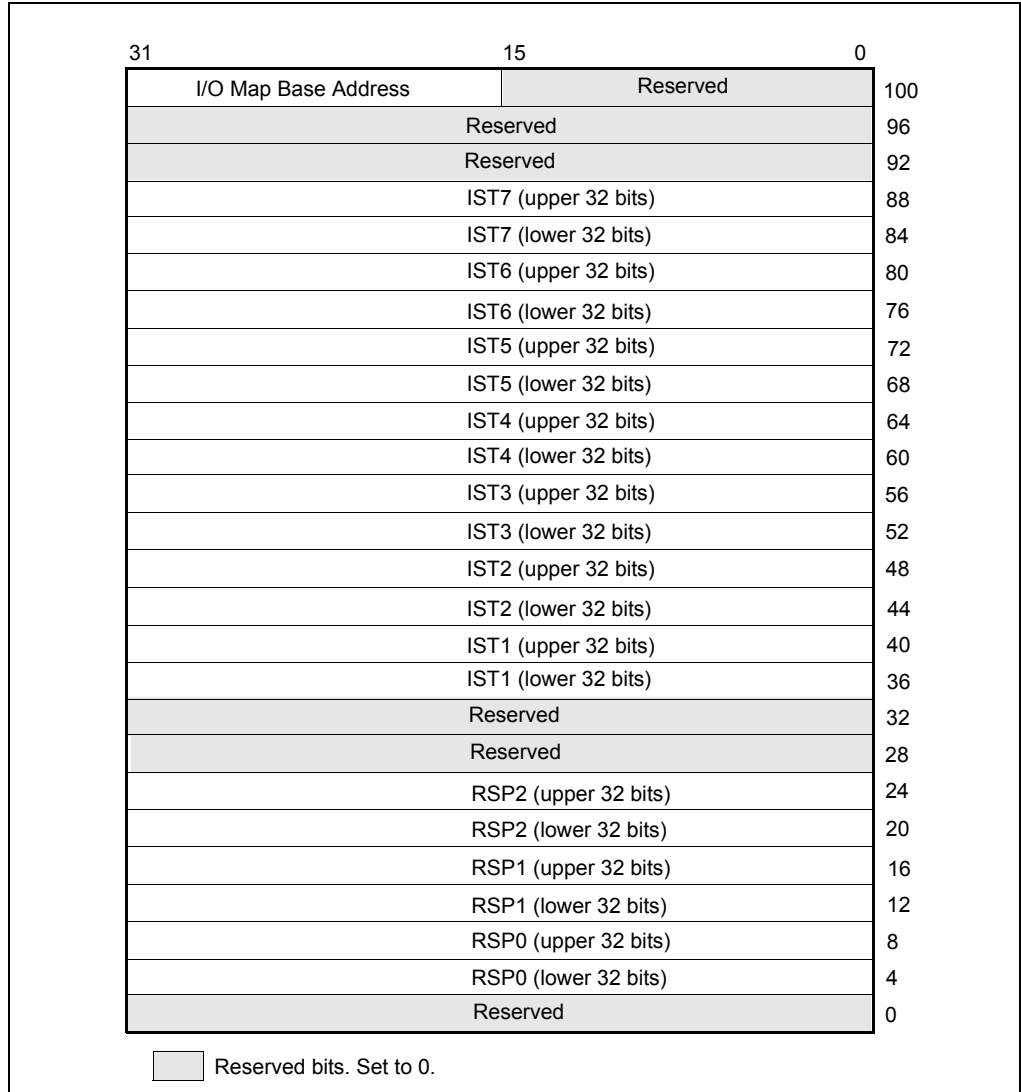 31 15 0
I/O Map Base Address Reserved 100
Reserved 96
Reserved 92
IST7 (upper 32 bits) 88
IST7 (lower 32 bits) 84
IST6 (upper 32 bits) 80
IST6 (lower 32 bits) 76
IST5 (upper 32 bits) 72
IST5 (lower 32 bits) 68
IST4 (upper 32 bits) 64
IST4 (lower 32 bits) 60
IST3 (upper 32 bits) 56
IST3 (lower 32 bits) 52
IST2 (upper 32 bits) 48
IST2 (lower 32 bits) 44
IST1 (upper 32 bits) 40
IST1 (lower 32 bits) 36
Reserved 32
Reserved 28
RSP2 (upper 32 bits) 24
RSP2 (lower 32 bits) 20
RSP1 (upper 32 bits) 16
RSP1 (lower 32 bits) 12
RSP0 (upper 32 bits) 8
RSP0 (lower 32 bits) 4
Reserved 0
Reserved bits. Set to 0.